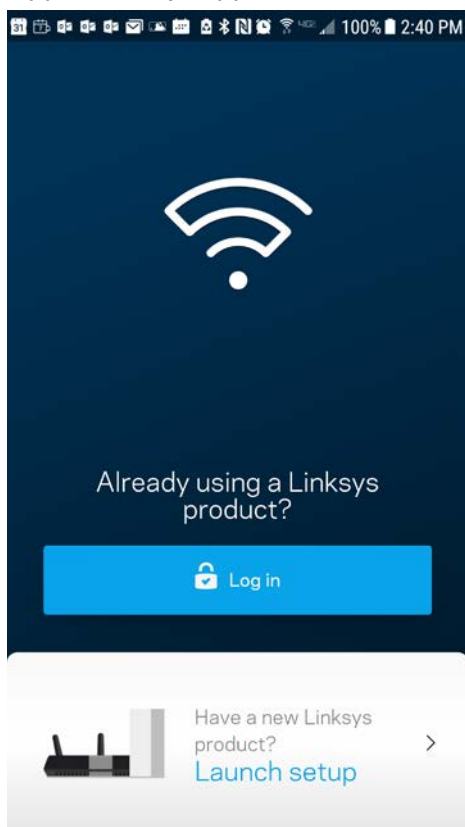 100% 2:40 PM
Already using a Linksys
product?
Log in
Have a new Linksys
product?
Launch setup